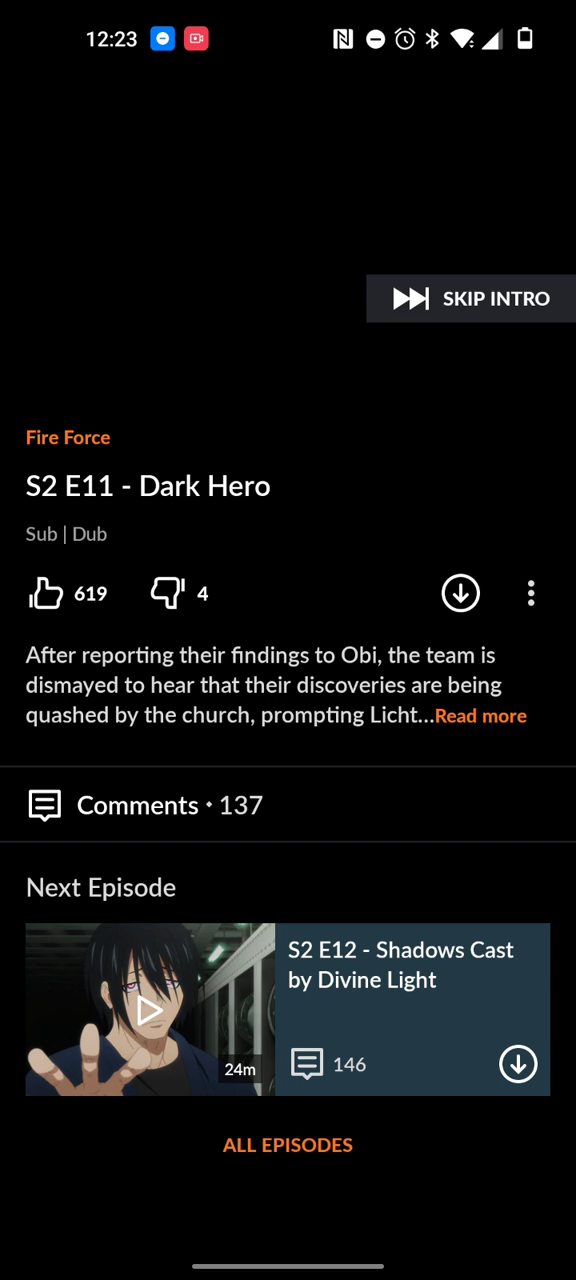 12:23
SKIP INTRO
Fire Force
S2 E11 - Dark Hero
Sub | Dub
619
4
After reporting their findings to Obi, the team is
dismayed to hear that their discoveries are being
quashed by the church, prompting Licht...Read more
Comments • 137
Next Episode
S2 E12 - Shadows Cast
by Divine Light
24m
146
ALL EPISODES